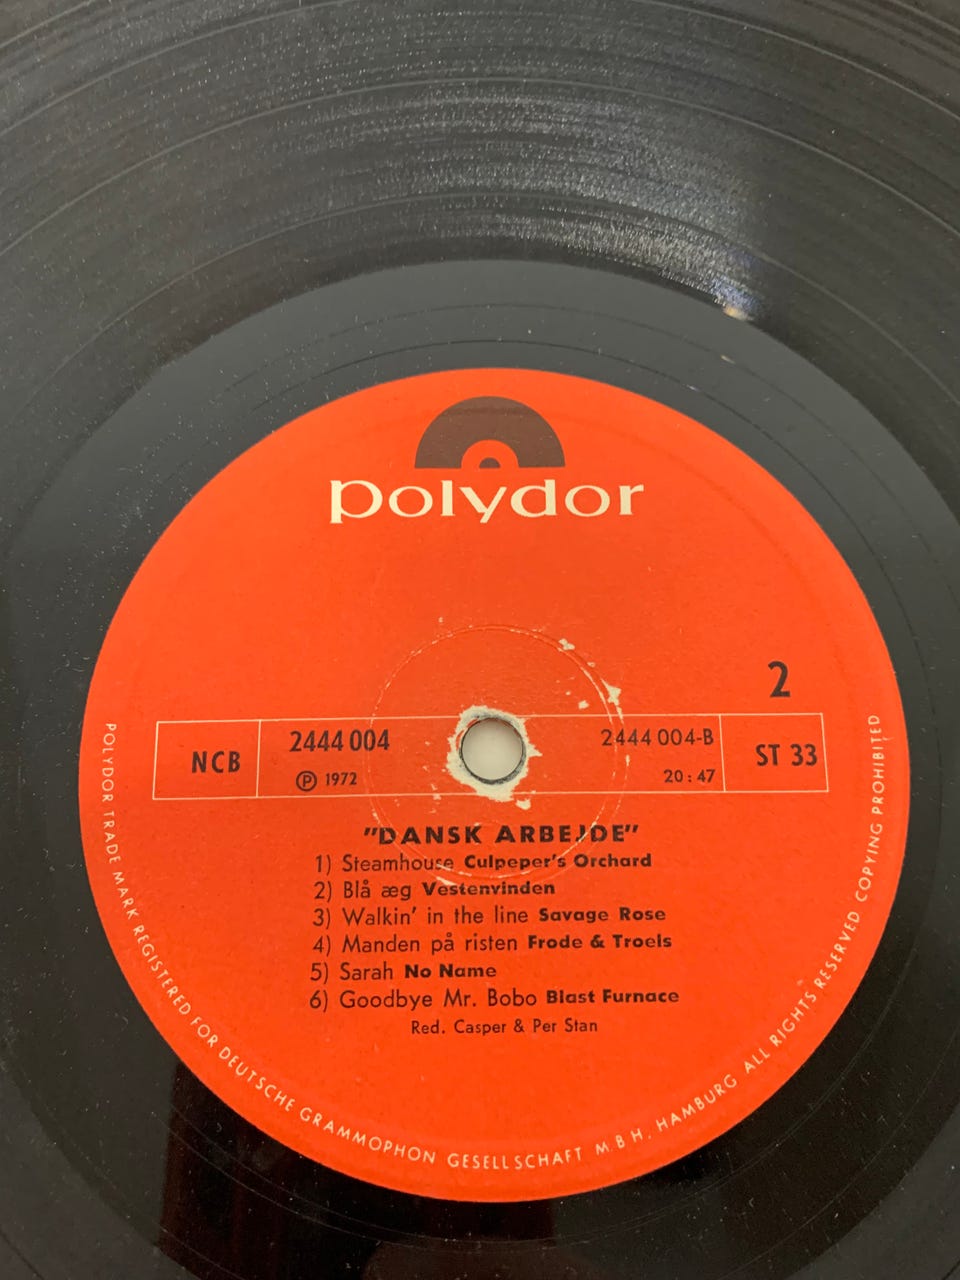 polydor
2
NCB
2444 004
℗ 1972
2444 004-B
20:47
ST 33
"DANSK ARBEJDE"
1) Steamhouse Culpeper's Orchard
2) Blå æg Vestenvinden
3) Walkin' in the line Savage Rose
4) Manden på risten Frode & Troels
5) Sarah No Name
6) Goodbye Mr. Bobo Blast Furnace
Red. Casper & Per Stan
POLYDOR TRADE MARK REGISTERED FOR DEUTSCHE GRAMMOPHON GESELLSCHAFT M.B.H. HAMBURG ALL RIGHTS RESERVED COPYING PROHIBITED